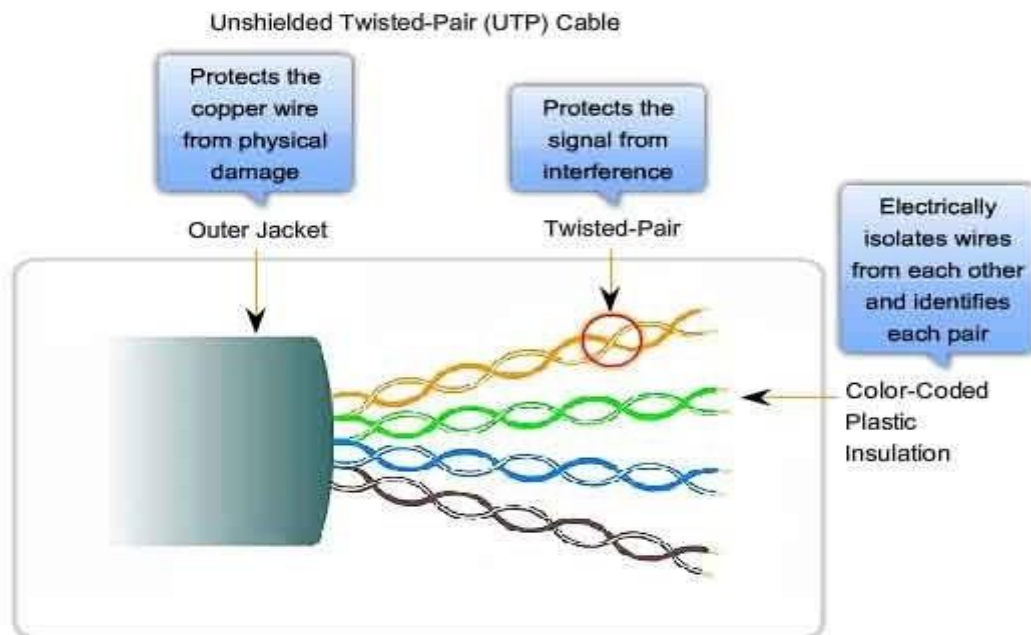 Unshielded Twisted-Pair (UTP) Cable
Protects the
copper wire
from physical
damage
Protects the
signal from
interference
Outer Jacket
Twisted-Pair
Electrically
isolates wires
from each other
and identifies
each pair
Color-Coded
Plastic
Insulation